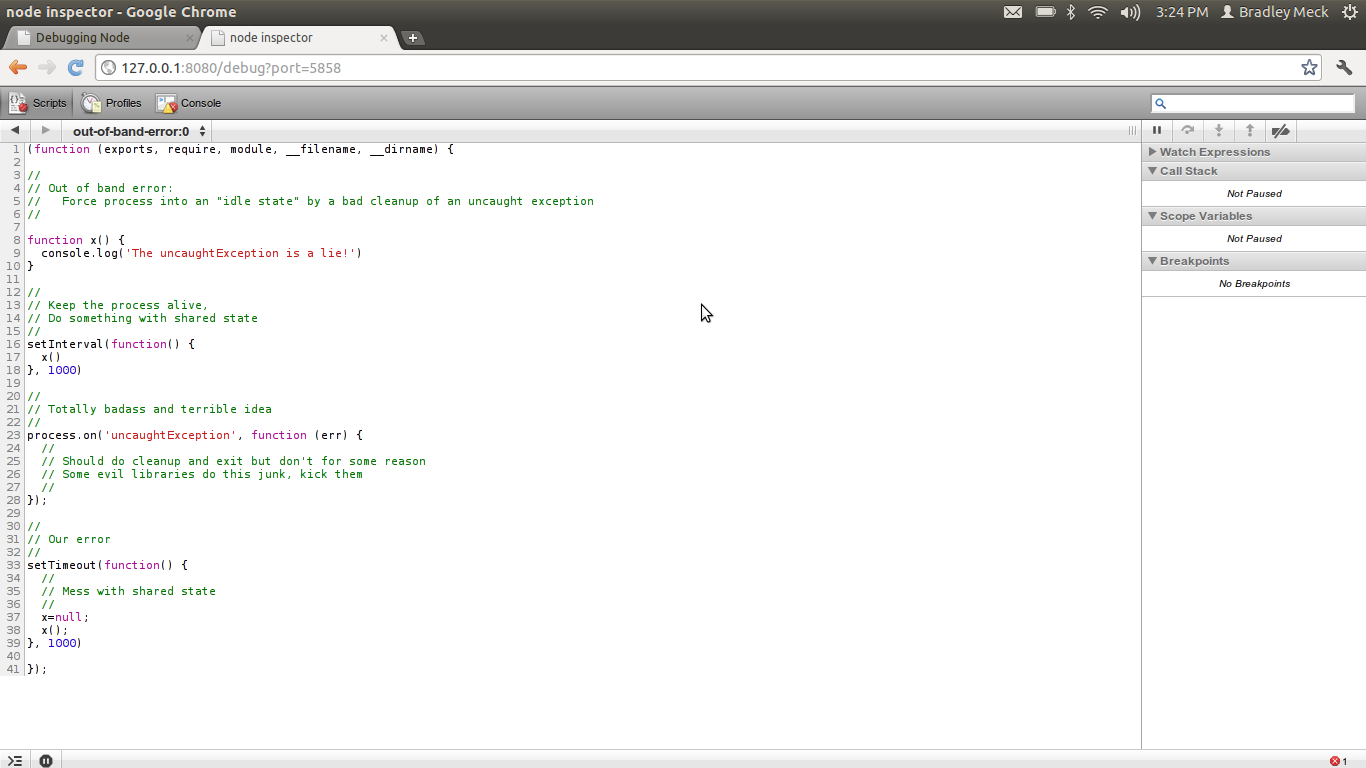 node inspector - Google Chrome
3:24 PM Bradley Meck
Debugging Node
node inspector
127.0.0.1:8080/debug?port=5858
Scripts Profiles Console
out-of-band-error:0
1 (function (exports, require, module, __filename, __dirname) {
2
3 //
4 // Out of band error:
5 //   Force process into an "idle state" by a bad cleanup of an uncaught exception
6 //
7
8 function x() {
9   console.log('The uncaughtException is a lie!')
10 }
11
12 //
13 // Keep the process alive,
14 // Do something with shared state
15 //
16 setInterval(function() {
17   x()
18 }, 1000)
19
20 //
21 // Totally badass and terrible idea
22 //
23 process.on('uncaughtException', function (err) {
24   //
25   // Should do cleanup and exit but don't for some reason
26   // Some evil libraries do this junk, kick them
27   //
28 });
29
30 //
31 // Our error
32 //
33 setTimeout(function() {
34   //
35   // Mess with shared state
36   //
37   x=null;
38   x();
39 }, 1000)
40
41 });
Watch Expressions
Call Stack
Not Paused
Scope Variables
Not Paused
Breakpoints
No Breakpoints
1